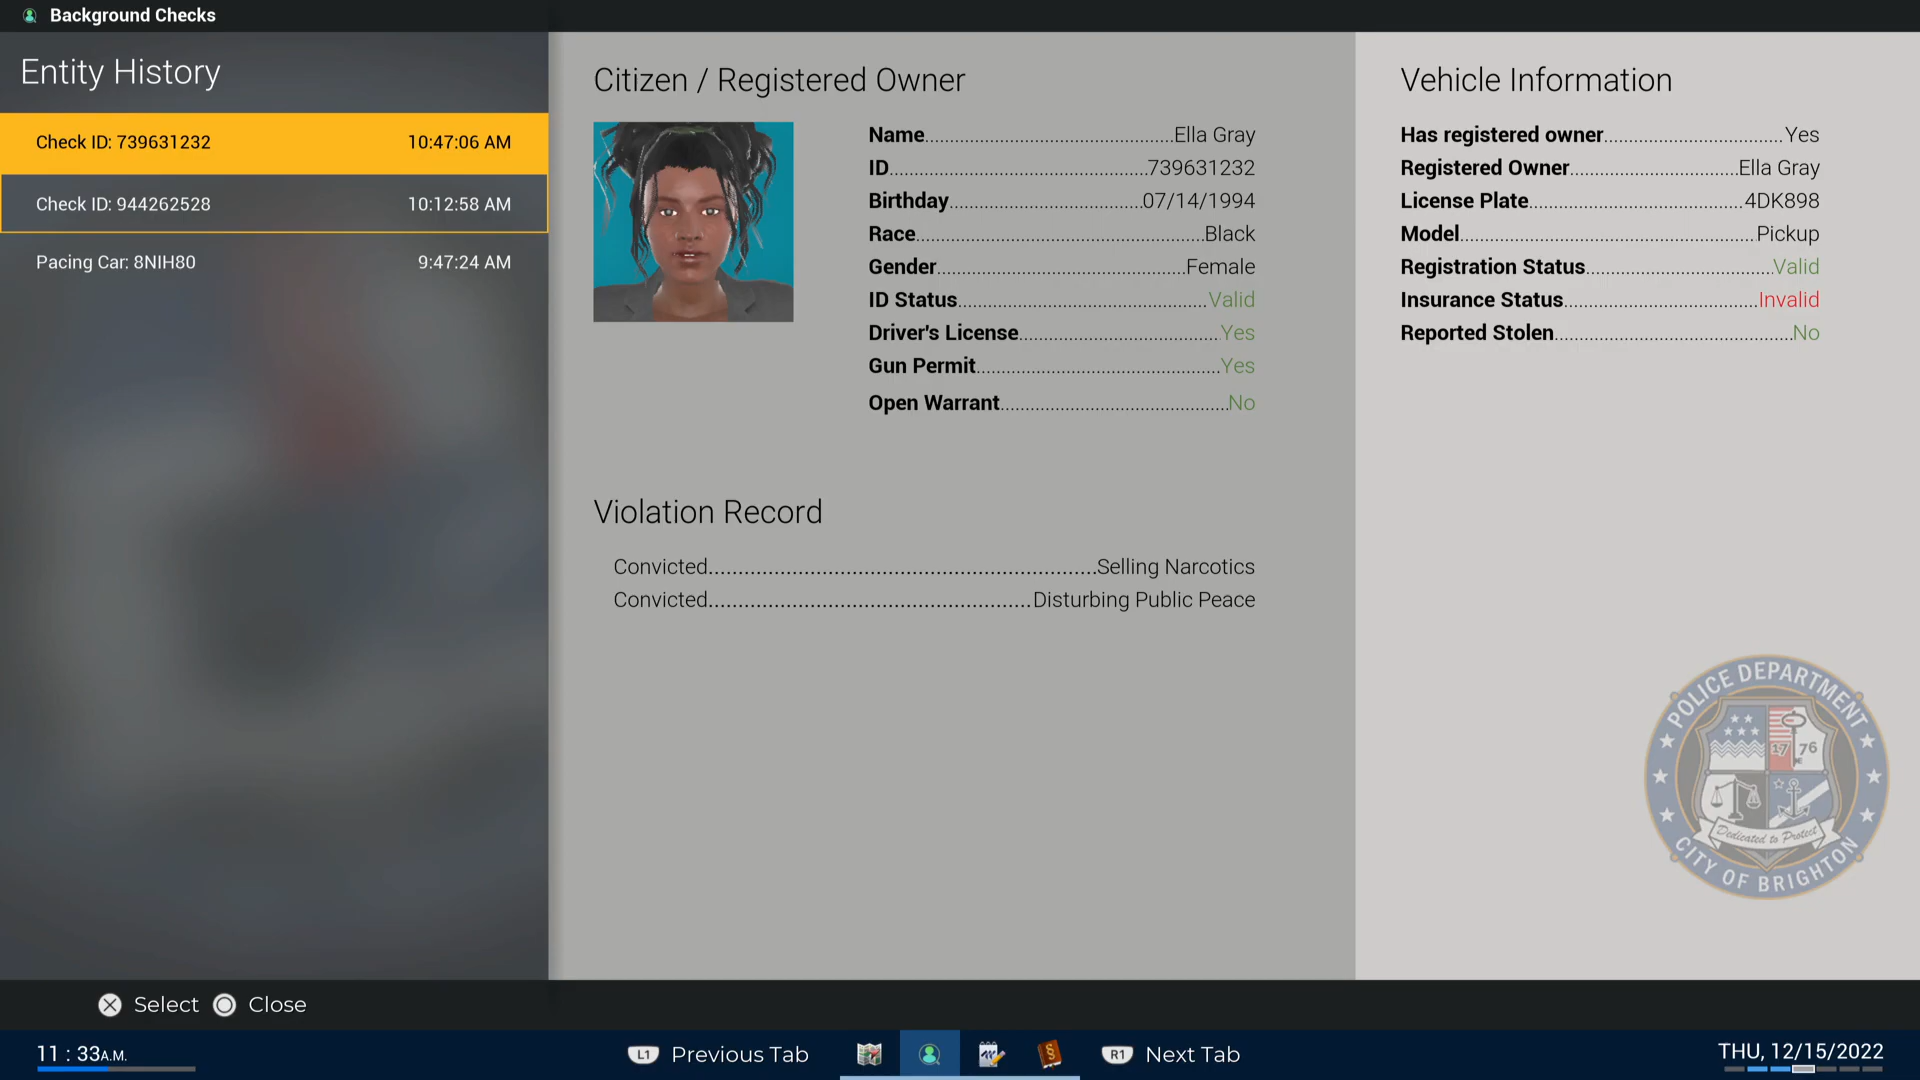 Background Checks
Entity History
Check ID: 739631232 10:47:06 AM
Check ID: 944262528 10:12:58 AM
Pacing Car: 8NIH80 9:47:24 AM
Citizen / Registered Owner
Name Ella Gray
ID 739631232
Birthday 07/14/1994
Race Black
Gender Female
ID Status Valid
Driver's License Yes
Gun Permit Yes
Open Warrant No
Violation Record
Convicted Selling Narcotics
Convicted Disturbing Public Peace
Vehicle Information
Has registered owner Yes
Registered Owner Ella Gray
License Plate 4DK898
Model Pickup
Registration Status Valid
Insurance Status Invalid
Reported Stolen No
POLICE DEPARTMENT
17 76
Dedicated to Protect
CITY OF BRIGHTON
Select Close
11 : 33 A.M.
L1 Previous Tab
R1 Next Tab
THU, 12/15/2022